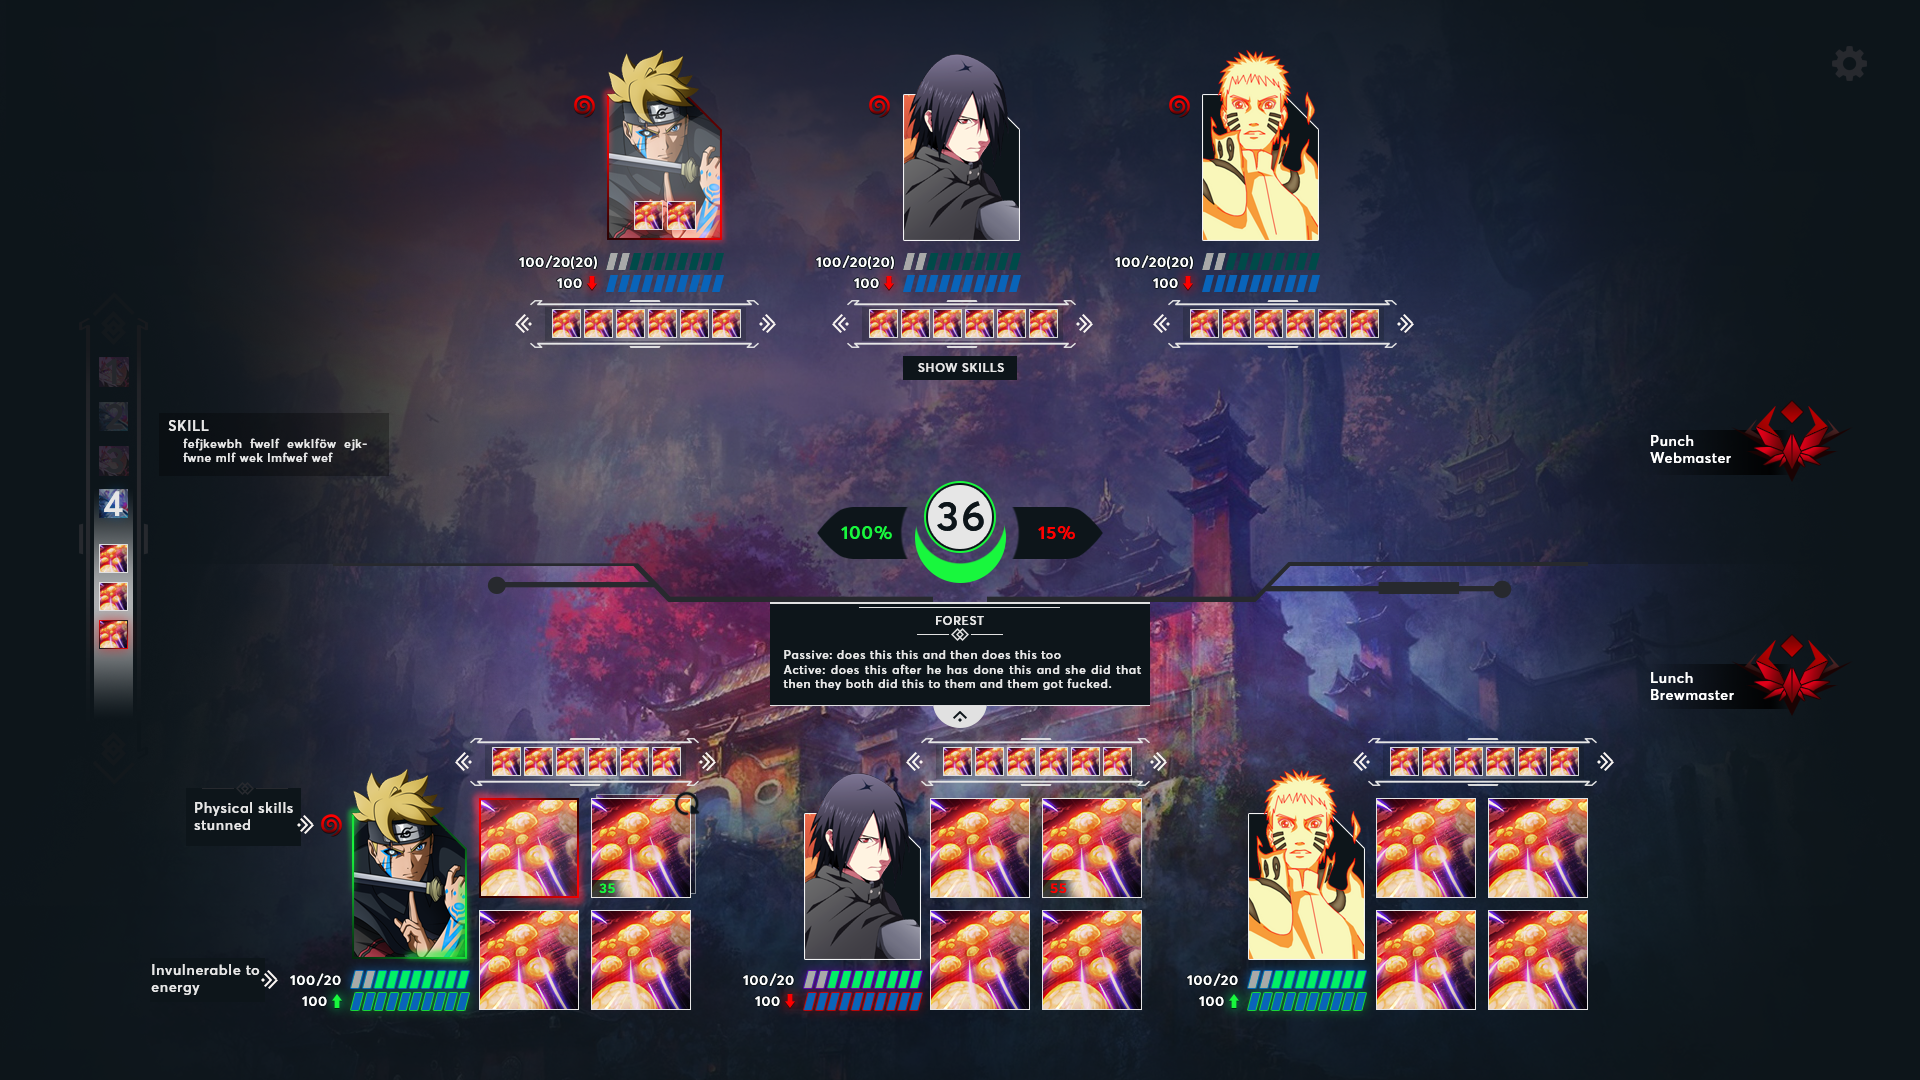 100/20(20)
100
100/20(20)
100
100/20(20)
100
SHOW SKILLS
SKILL
fefjkewbh fwelf ewklföw ejk-
fwne mlf wek lmfwef wef
4
Punch
Webmaster
100%
36
15%
FOREST
Passive: does this this and then does this too
Active: does this after he has done this and she did that
then they both did this to them and them got fucked.
Lunch
Brewmaster
Physical skills
stunned
35
Invulnerable to
energy
100/20
100
100/20
100
100/20
100